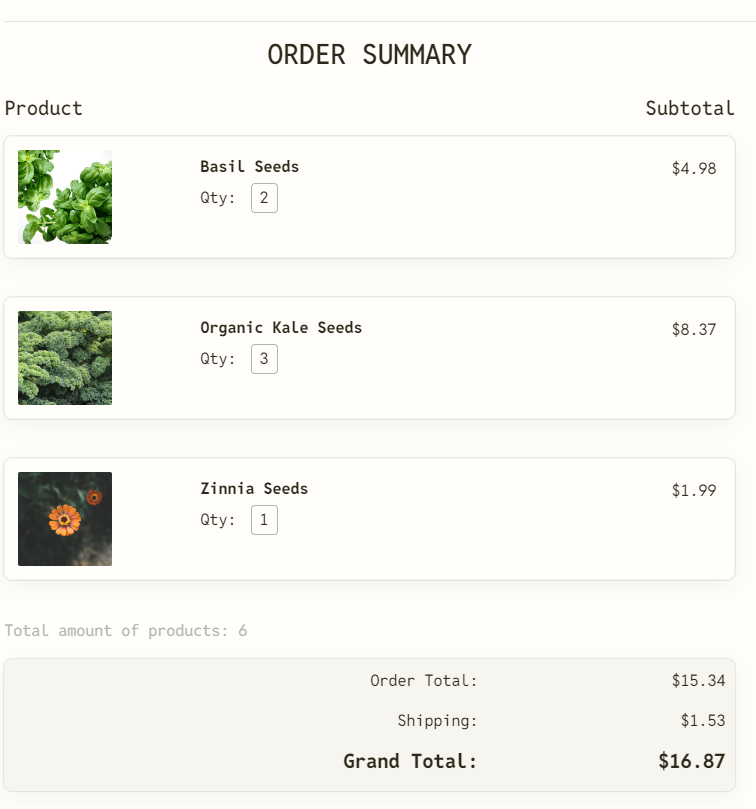 ORDER SUMMARY
Product Subtotal
Basil Seeds $4.98
Qty: 2
Organic Kale Seeds $8.37
Qty: 3
Zinnia Seeds $1.99
Qty: 1
Total amount of products: 6
Order Total: $15.34
Shipping: $1.53
Grand Total: $16.87